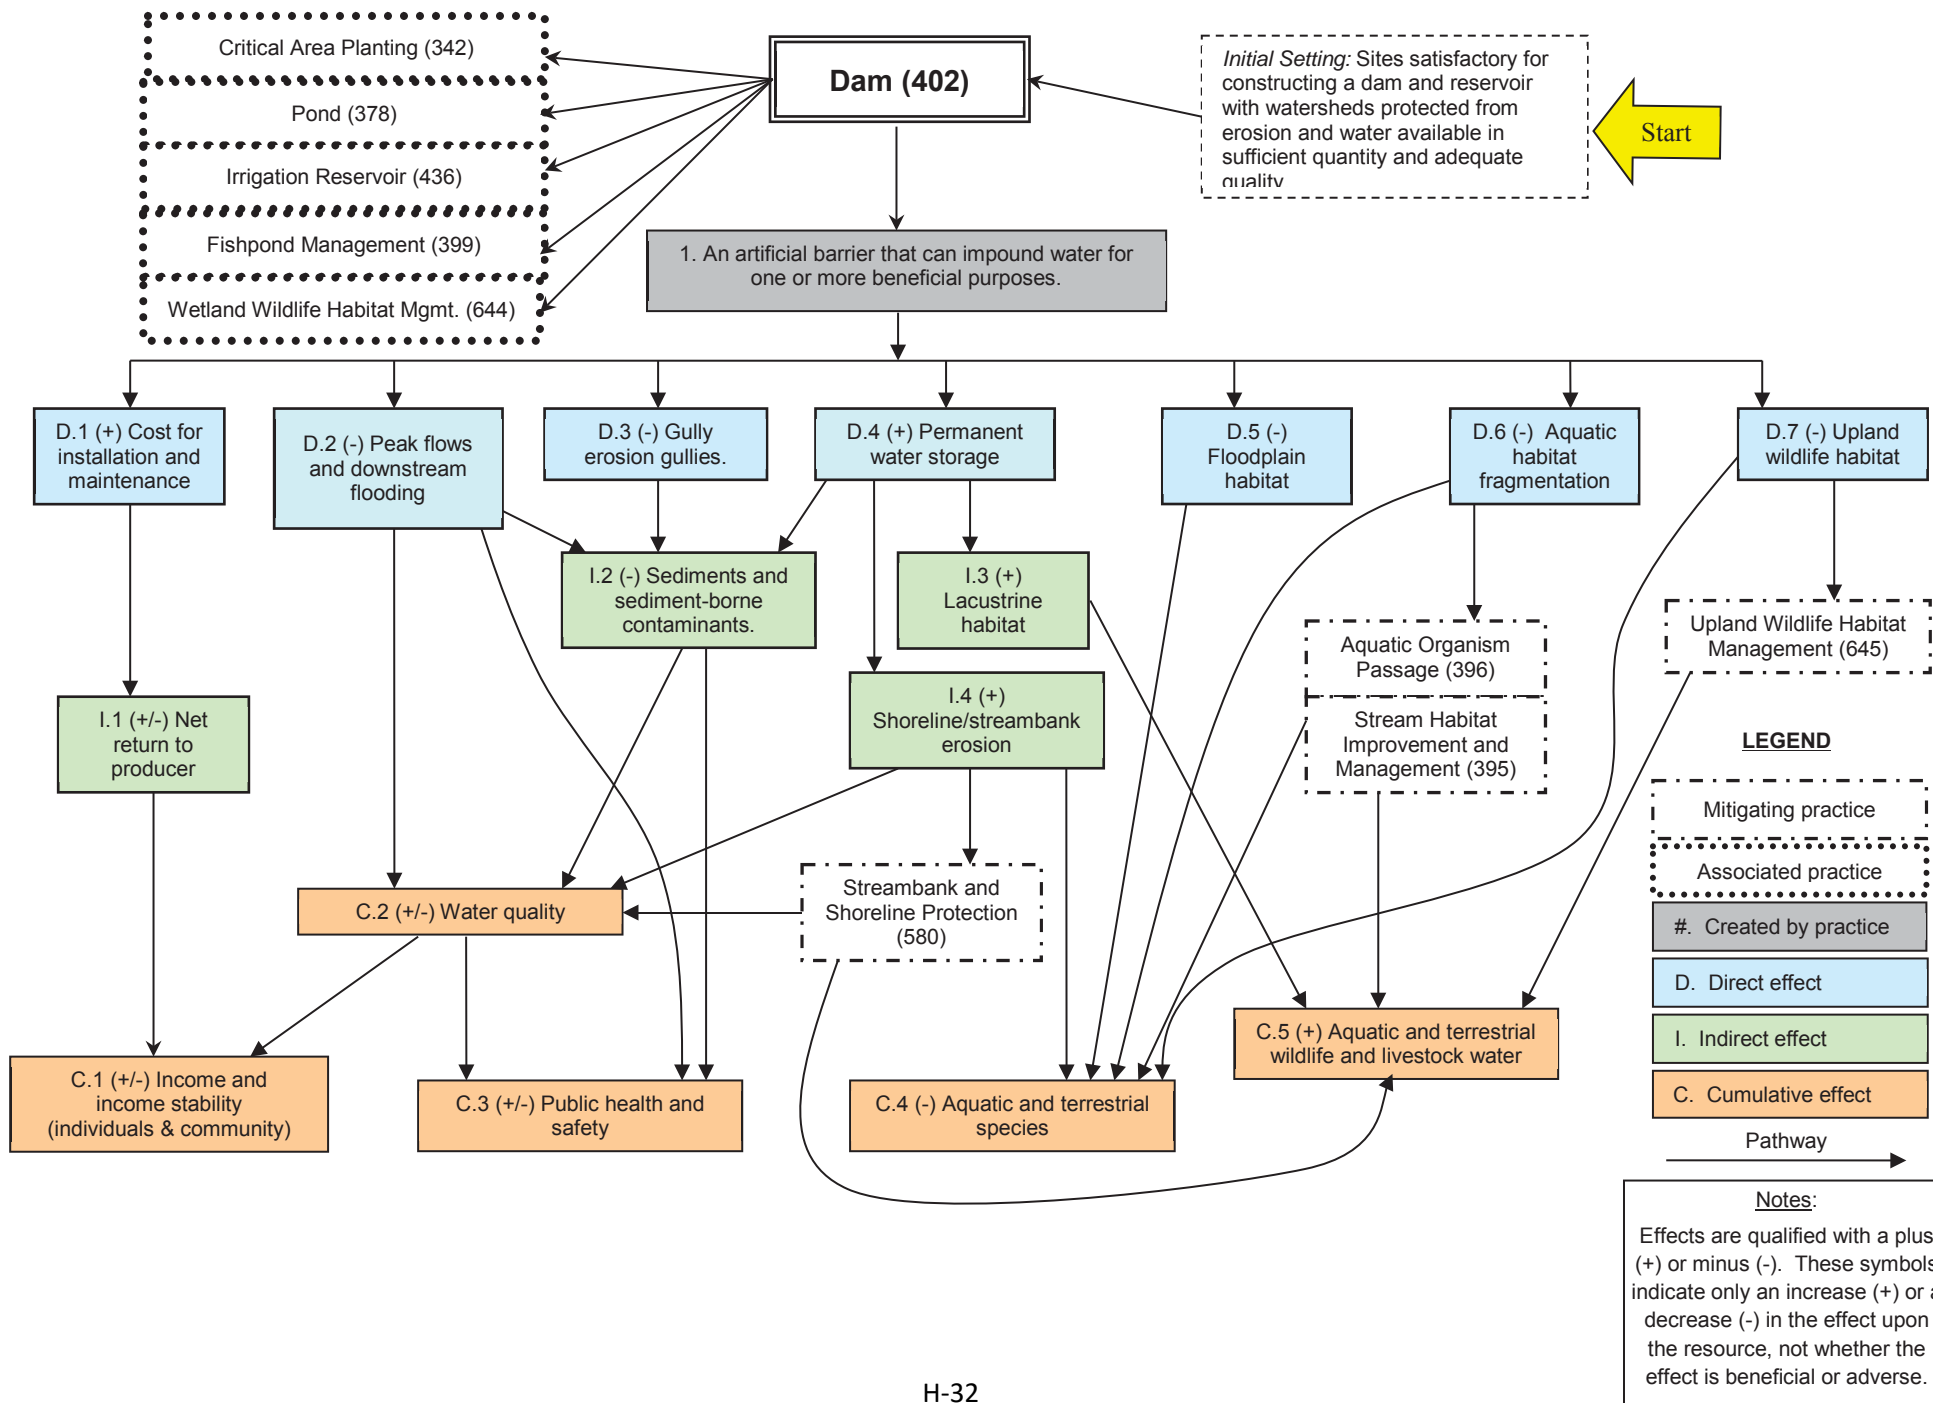 Critical Area Planting (342)
Pond (378)
Irrigation Reservoir (436)
Fishpond Management (399)
Wetland Wildlife Habitat Mgmt. (644)
Dam (402)
Initial Setting: Sites satisfactory for
constructing a dam and reservoir
with watersheds protected from
erosion and water available in
sufficient quantity and adequate
quality
Start
1. An artificial barrier that can impound water for
one or more beneficial purposes.
D.1 (+) Cost for
installation and
maintenance
D.2 (-) Peak flows
and downstream
flooding
D.3 (-) Gully
erosion gullies.
D.4 (+) Permanent
water storage
D.5 (-)
Floodplain
habitat
D.6 (-)  Aquatic
habitat
fragmentation
D.7 (-) Upland
wildlife habitat
I.2 (-) Sediments and
sediment-borne
contaminants.
I.3 (+)
Lacustrine
habitat
Aquatic Organism
Passage (396)
Upland Wildlife Habitat
Management (645)
I.1 (+/-) Net
return to
producer
I.4 (+)
Shoreline/streambank
erosion
Stream Habitat
Improvement and
Management (395)
C.2 (+/-) Water quality
Streambank and
Shoreline Protection
(580)
C.5 (+) Aquatic and terrestrial
wildlife and livestock water
C.1 (+/-) Income and
income stability
(individuals & community)
C.3 (+/-) Public health and
safety
C.4 (-) Aquatic and terrestrial
species
LEGEND
Mitigating practice
Associated practice
#.  Created by practice
D.  Direct effect
I.  Indirect effect
C.  Cumulative effect
Pathway
Notes:
Effects are qualified with a plus
(+) or minus (-).  These symbols
indicate only an increase (+) or a
decrease (-) in the effect upon
the resource, not whether the
effect is beneficial or adverse.
H-32